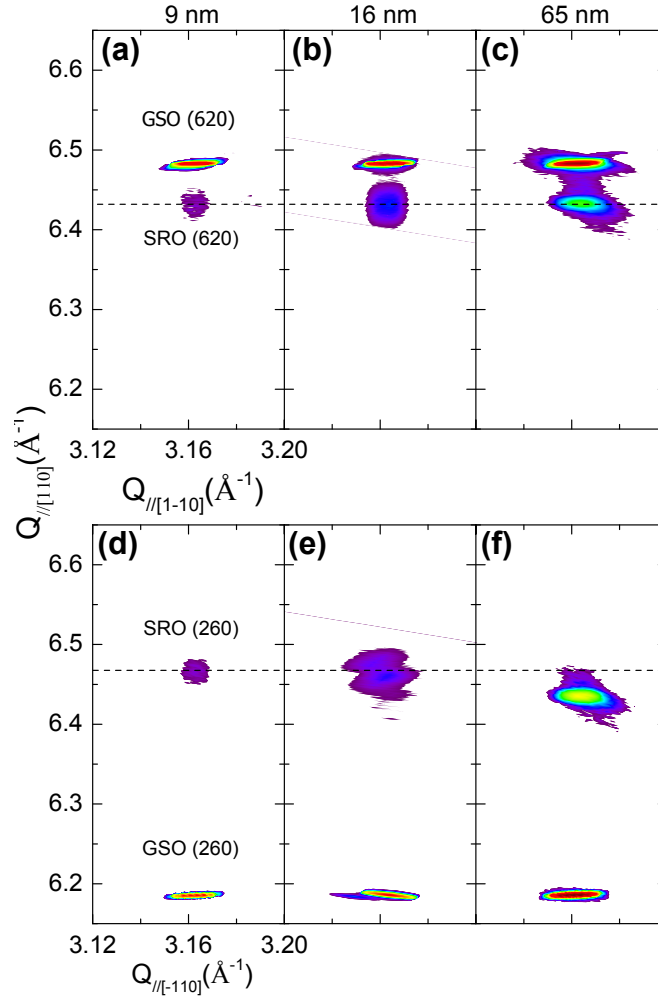 9 nm 16 nm 65 nm
(a) (b) (c)
6.6
GSO (620)
6.5
SRO (620)
6.4
6.3
6.2
3.12 3.16 3.20
Q//[1-10](Å⁻¹)
Q//[110](Å⁻¹)
(d) (e) (f)
6.6
SRO (260)
6.5
6.4
6.3
GSO (260)
6.2
3.12 3.16 3.20
Q//[-110](Å⁻¹)